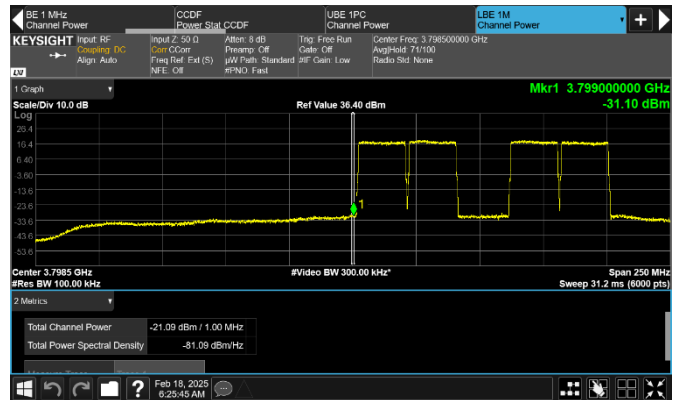 BE 1 MHz
Channel Power
CCDF
Power Stat CCDF
UBE 1PC
Channel Power
LBE 1M
Channel Power
KEYSIGHT
Input: RF
Coupling: DC
Align: Auto
Input Z: 50 Ω
Corr CCorr
Freq Ref: Ext (S)
NFE: Off
Atten: 8 dB
Preamp: Off
µW Path: Standard
#PNO: Fast
Trig: Free Run
Gate: Off
#IF Gain: Low
Center Freq: 3.798500000 GHz
Avg|Hold: 71/100
Radio Std: None
LXI
1 Graph
Mkr1 3.799000000 GHz
Scale/Div 10.0 dB
Ref Value 36.40 dBm
-31.10 dBm
Log
26.4
16.4
6.40
-3.60
-13.6
-23.6
-33.6
-43.6
-53.6
1
Center 3.7985 GHz
#Video BW 300.00 kHz*
Span 250 MHz
#Res BW 100.00 kHz
Sweep 31.2 ms (6000 pts)
2 Metrics
Total Channel Power
-21.09 dBm / 1.00 MHz
Total Power Spectral Density
-81.09 dBm/Hz
?
Feb 18, 2025
6:25:45 AM